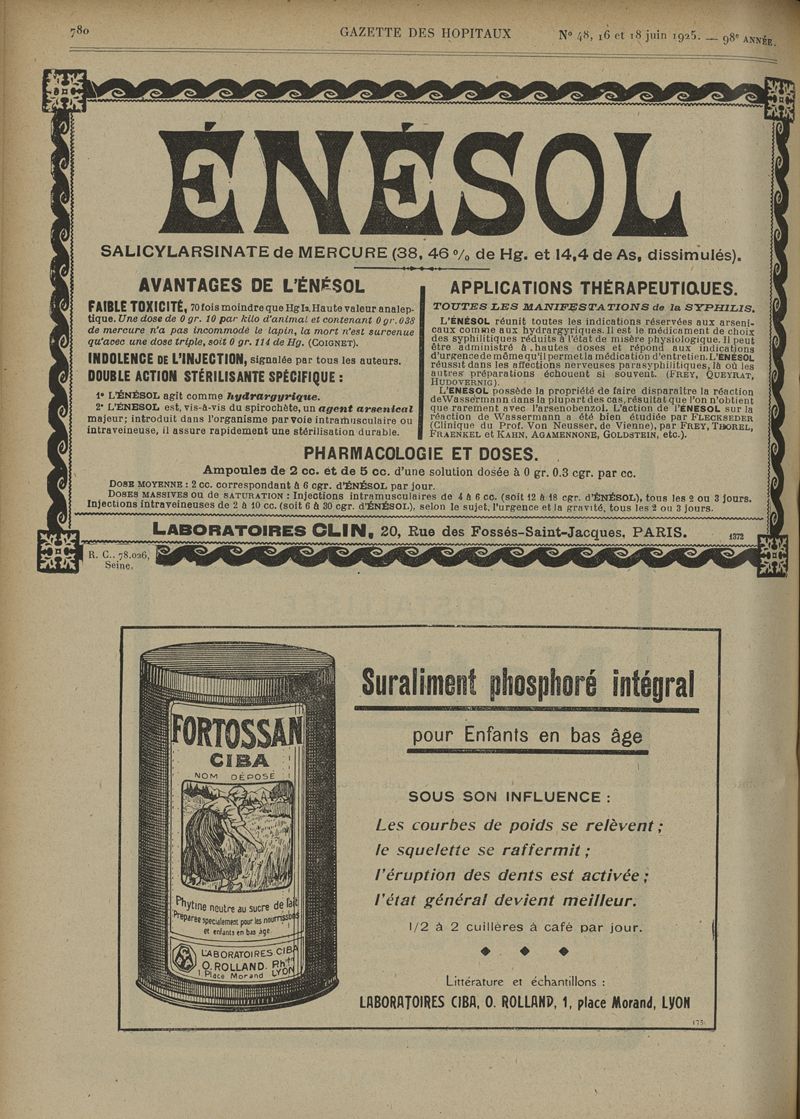 780
GAZETTE DES HOPITAUX
Nº 48, 16 et 18 juin 1925. — 98e ANNÉE.
ÉNÉSOL
SALICYLARSINATE de MERCURE (38, 46 % de Hg. et 14,4 de As, dissimulés).
AVANTAGES DE L'ÉNÉSOL
FAIBLE TOXICITÉ, 70 fois moindre que HgI2. Haute valeur analep-
tique. Une dose de 0 gr. 10 par kilo d'animal et contenant 0 gr. 038
de mercure n'a pas incommodé le lapin, la mort n'est survenue
qu'avec une dose triple, soit 0 gr. 114 de Hg. (COIGNET).
INDOLENCE DE L'INJECTION, signalée par tous les auteurs.
DOUBLE ACTION STÉRILISANTE SPÉCIFIQUE :
1° L'ÉNÉSOL agit comme hydrargyrique.
2° L'ÉNÉSOL est, vis-à-vis du spirochète, un agent arsenical
majeur; introduit dans l'organisme par voie intramusculaire ou
intraveineuse, il assure rapidement une stérilisation durable.
APPLICATIONS THÉRAPEUTIQUES.
TOUTES LES MANIFESTATIONS de la SYPHILIS.
L'ÉNÉSOL réunit toutes les indications réservées aux arseni-
caux comme aux hydrargyriques. Il est le médicament de choix
des syphilitiques réduits à l'état de misère physiologique. Il peut
être administré à hautes doses et répond aux indications
d'urgence de même qu'il permet la médication d'entretien. L'ÉNÉSOL
réussit dans les affections nerveuses parasyphilitiques, là où les
autres préparations échouent si souvent. (FREY, QUEYRAT,
HUDOVERNIG).
L'ÉNÉSOL possède la propriété de faire disparaître la réaction
de Wassermann dans la plupart des cas, résultat que l'on n'obtient
que rarement avec l'arsenobenzol. L'action de l'ÉNÉSOL sur la
réaction de Wassermann a été bien étudiée par FLECKSEDER
(Clinique du Prof. Von Neusser, de Vienne), par FREY, THOREL,
FRAENKEL et KAHN, AGAMENNONE, GOLDSTEIN, etc.).
PHARMACOLOGIE ET DOSES.
Ampoules de 2 cc. et de 5 cc. d'une solution dosée à 0 gr. 0.3 cgr. par cc.
DOSE MOYENNE : 2 cc. correspondant à 6 cgr. d'ÉNÉSOL par jour.
DOSES MASSIVES OU DE SATURATION : Injections intramusculaires de 4 à 6 cc. (soit 12 à 18 cgr. d'ÉNÉSOL), tous les 2 ou 3 jours.
Injections intraveineuses de 2 à 10 cc. (soit 6 à 30 cgr. d'ÉNÉSOL), selon le sujet, l'urgence et la gravité, tous les 2 ou 3 jours.
LABORATOIRES CLIN, 20, Rue des Fossés-Saint-Jacques, PARIS.
1372
R. C.. 78.026,
Seine.
FORTOSSAN
CIBA
NOM DÉPOSÉ
Phytine neutre au sucre de lait
Préparée spécialement pour les nourrissons
et enfants en bas âge
LABORATOIRES CIBA
O. ROLLAND. Phien
1 Place Morand LYON
Suraliment phosphoré intégral
pour Enfants en bas âge
SOUS SON INFLUENCE :
Les courbes de poids se relèvent ;
le squelette se raffermit ;
l'éruption des dents est activée ;
l'état général devient meilleur.
1/2 à 2 cuillères à café par jour.
Littérature et échantillons :
LABORATOIRES CIBA, O. ROLLAND, 1, place Morand, LYON